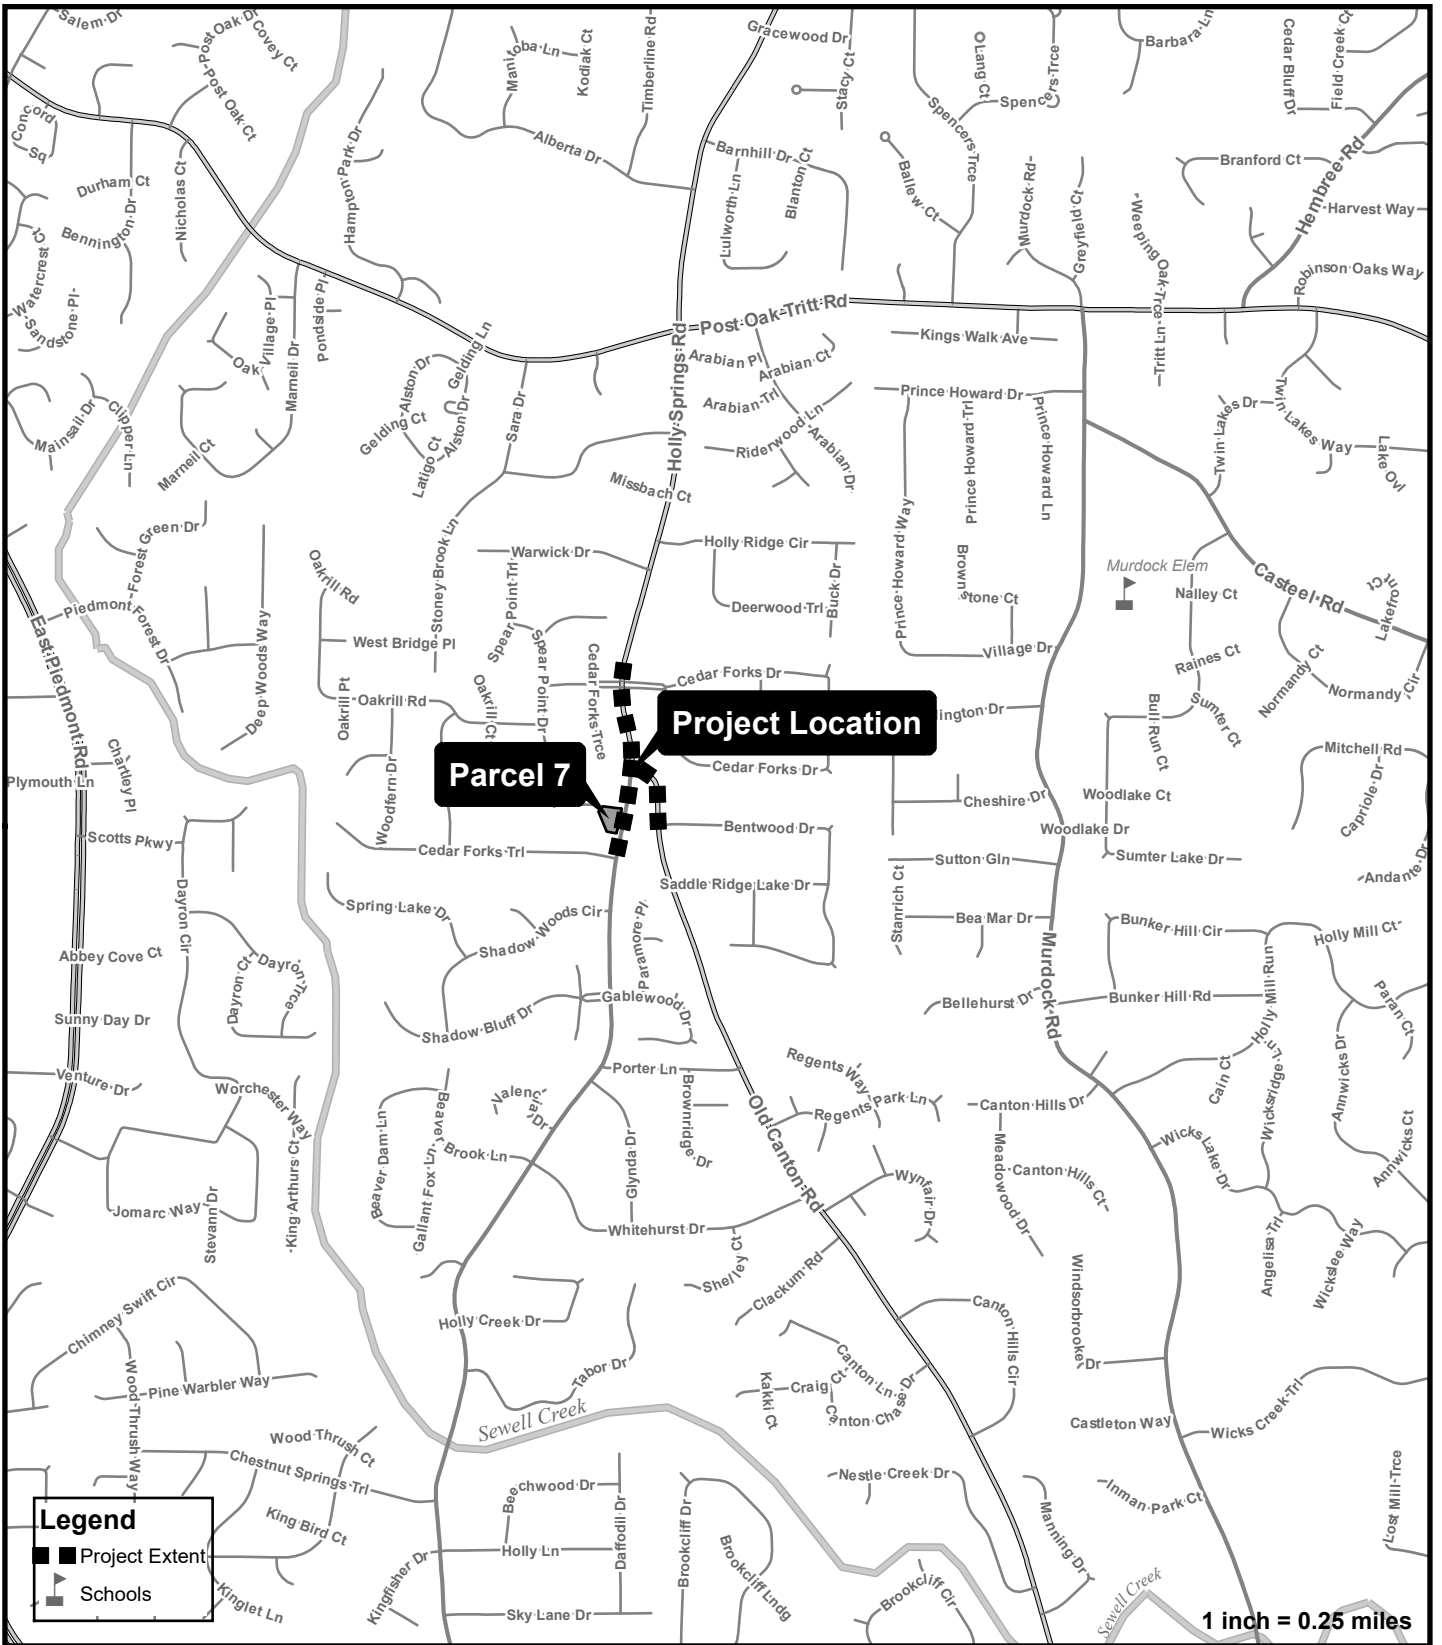 Salem Dr
Post Oak Dr
Covey Ct
Post Oak Ct
Concord Sq
Durham Ct
Nicholas Ct
Bennington Dr
Watercrest Ct
Sandstone Pl
Hampton Park Dr
Manitoba Ln
Kodiak Ct
Timberline Rd
Alberta Dr
Gracewood Dr
Stacy Ct
Barnhill Dr
Lulworth Ln
Blanton Ct
Lang Ct
Spencers Trce
Spencers Trce
Ballew Ct
Murdock Rd
Greyfield Ct
Barbara Ln
Cedar Bluff Dr
Field Creek Ct
Branford Ct
Hembree Rd
Harvest Way
Robinson Oaks Way
Weeping Oak Trce
Tritt Ln
Oak Village Pl
Pondside Pl
Marneil Dr
Marneil Ct
Mainsail Dr
Clipper Ln
Gelding Ln
Alston Dr
Gelding Ct
Alston Dr
Latigo Ct
Sara Dr
Post Oak Tritt Rd
Holly Springs Rd
Arabian Pl
Arabian Ct
Arabian Trl
Riderwood Ln
Arabian Dr
Missbach Ct
Kings Walk Ave
Prince Howard Dr
Prince Howard Trl
Prince Howard Ln
Prince Howard Way
Twin Lakes Dr
Twin Lakes Way
Lake Ovl
Forest Green Dr
Piedmont Forest Dr
East Piedmont Rd
Deep Woods Way
Oakrill Rd
West Bridge Pl
Stoney Brook Ln
Warwick Dr
Spear Point Trl
Spear Point Dr
Cedar Forks Trce
Holly Ridge Cir
Deerwood Trl
Buck Dr
Brownstone Ct
Village Dr
Murdock Elem
Nalley Ct
Casteel Rd
Lakefront Ct
Raines Ct
Sumter Ct
Normandy Ct
Normandy Cir
Oakrill Pt
Oakrill Rd
Oakrill Ct
Cedar Forks Dr
Project Location
Parcel 7
lington Dr
Cedar Forks Dr
Bull Run Ct
Mitchell Rd
Capriole Dr
Plymouth Ln
Chartley Pl
Scotts Pkwy
Woodfern Dr
Cedar Forks Trl
Bentwood Dr
Cheshire Dr
Woodlake Ct
Woodlake Dr
Sumter Lake Dr
Sutton Gln
Andante Dr
Saddle Ridge Lake Dr
Stanrich Ct
Bea Mar Dr
Dayron Cir
Spring Lake Dr
Shadow Woods Cir
Paramore Pl
Murdock Rd
Bunker Hill Cir
Holly Mill Ct
Abbey Cove Ct
Dayron Ct
Dayron Trce
Holly Mill Run
Paran Ct
Gablewood Dr
Bellehurst Dr
Bunker Hill Rd
Sunny Day Dr
Shadow Bluff Dr
Annwicks Dr
Venture Dr
Worchester Way
Porter Ln
Regents Way
Regents Park Ln
Cain Ct
Wicksridge Ln
Beaver Dam Ln
Beaver Brook Ln
Gallant Fox Ln
Valencia Dr
Brownridge Dr
Glynda Dr
Old Canton Rd
Canton Hills Dr
Meadowood Dr
Canton Hills Ct
Wicks Lake Dr
Annwicks Ct
King Arthurs Ct
Wynfair Dr
Jomarc Way
Stevann Dr
Whitehurst Dr
Shelley Ct
Clackum Rd
Windsorbrooke Dr
Angelisa Trl
Wickslee Way
Chimney Swift Cir
Holly Creek Dr
Canton Hills Cir
Wood Thrush Way
Pine Warbler Way
Tabor Dr
Kakki Ct
Craig Ct
Canton Ln
Canton Chase Dr
Castleton Way
Wicks Creek Trl
Sewell Creek
Wood Thrush Ct
Chestnut Springs Trl
King Bird Ct
Kinglet Ln
Kingfisher Dr
Beechwood Dr
Holly Ln
Daffodil Dr
Sky Lane Dr
Brookcliff Dr
Brookcliff Lndg
Nestle Creek Dr
Brookcliff Cir
Manning Dr
Inman Park Ct
Lost Mill Trce
Sewell Creek
Legend
Project Extent
Schools
1 inch = 0.25 miles